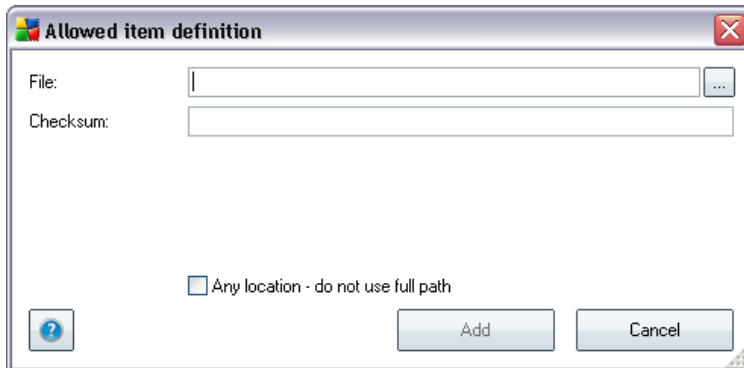 Allowed item definition
File:
...
Checksum:
Any location - do not use full path
?
Add
Cancel